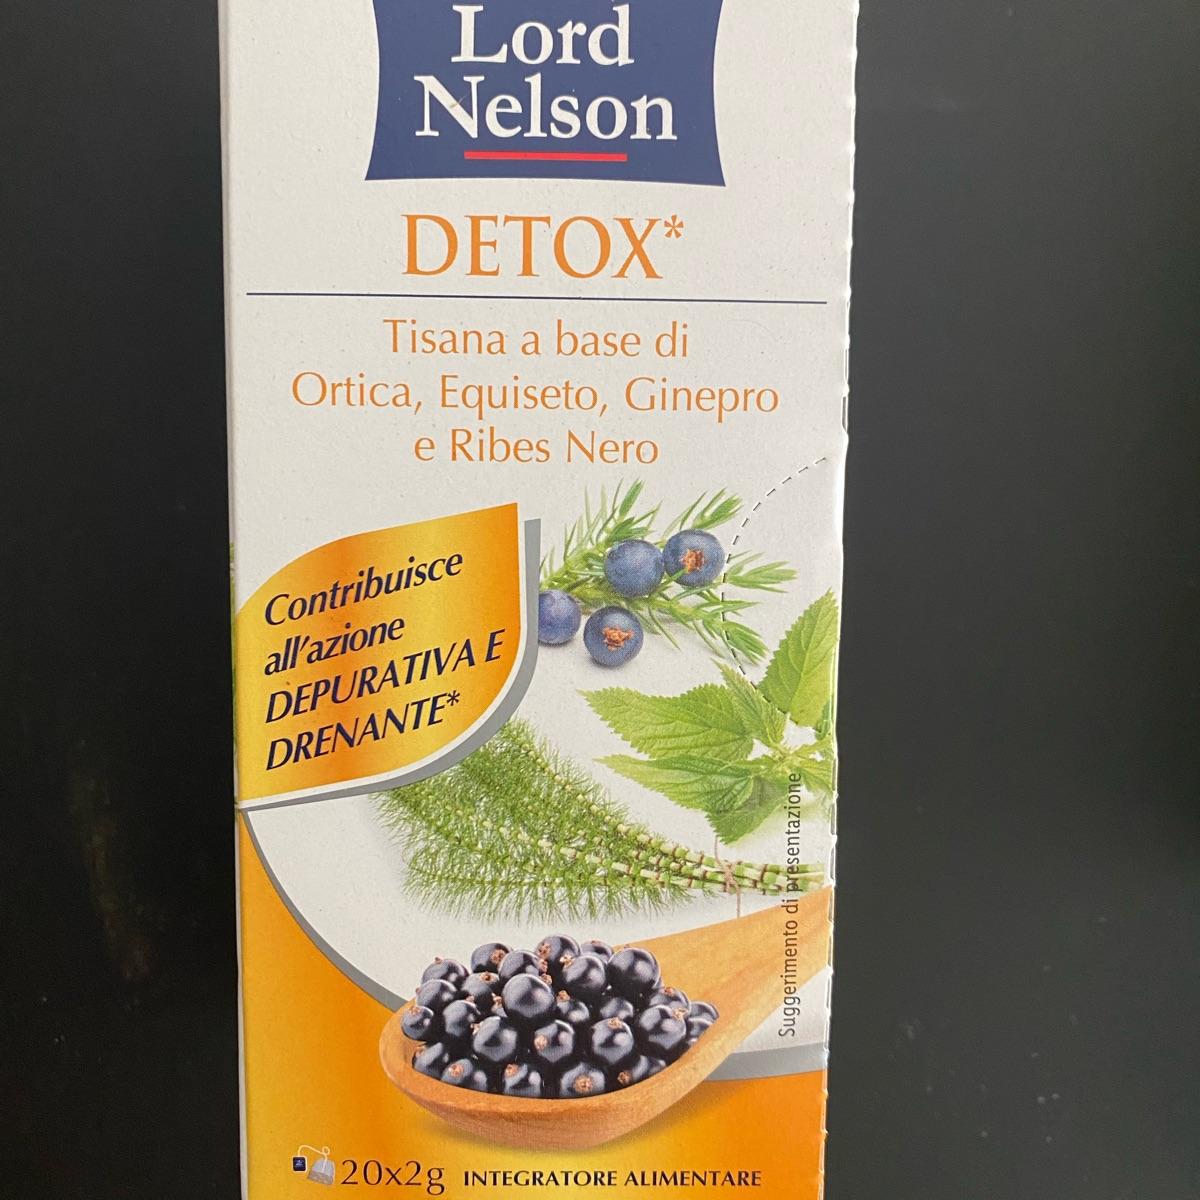 Lord
Nelson
DETOX*
Tisana a base di
Ortica, Equiseto, Ginepro
e Ribes Nero
Contribuisce
all'azione
DEPURATIVA E
DRENANTE*
Suggerimento di presentazione
20x2g INTEGRATORE ALIMENTARE